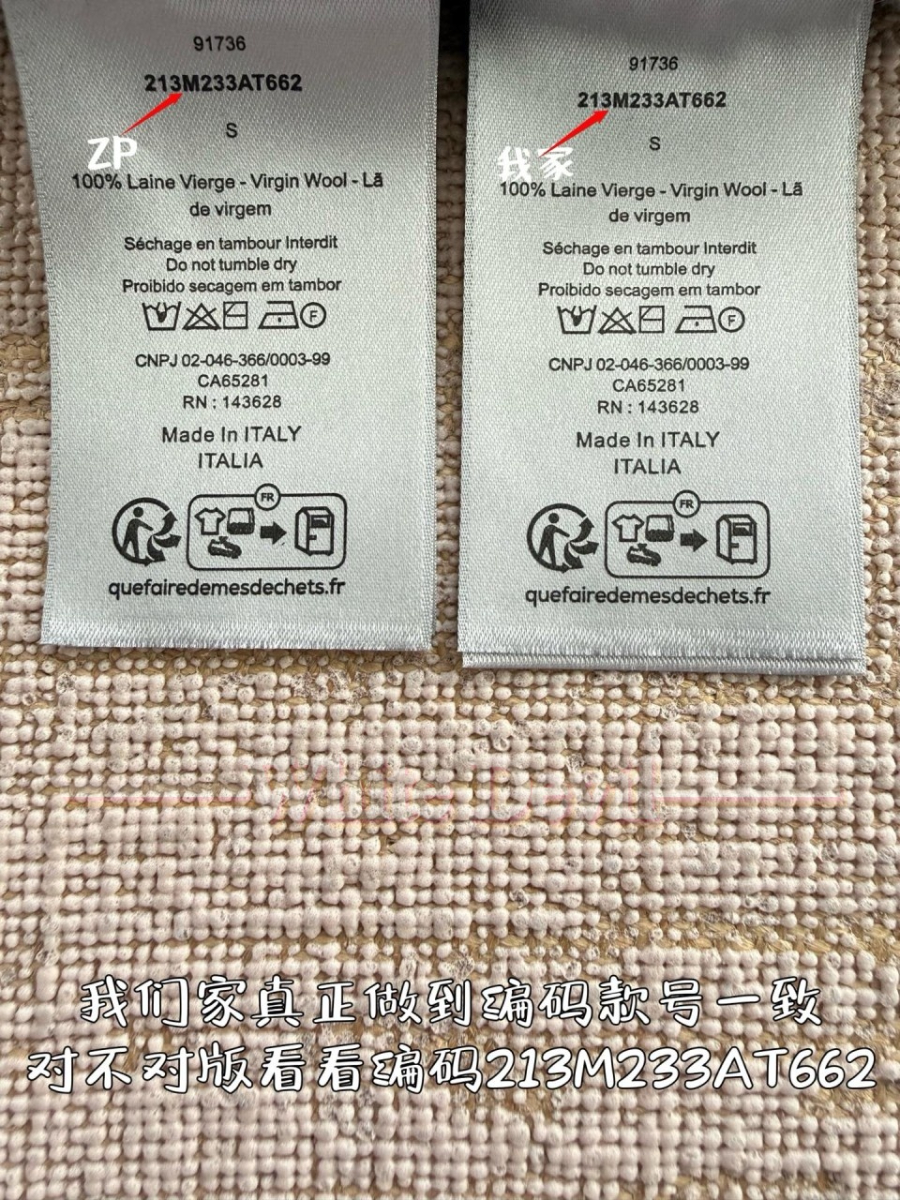 91736
213M233AT662
ZP
S
100% Laine Vierge - Virgin Wool - Lã
de virgem
Séchage en tambour Interdit
Do not tumble dry
Proibido secagem em tambor
F
CNPJ 02-046-366/0003-99
CA65281
RN : 143628
Made In ITALY
ITALIA
FR
quefairedemesdechets.fr
91736
213M233AT662
我家
S
100% Laine Vierge - Virgin Wool - Lã
de virgem
Séchage en tambour Interdit
Do not tumble dry
Proibido secagem em tambor
F
CNPJ 02-046-366/0003-99
CA65281
RN : 143628
Made In ITALY
ITALIA
FR
quefairedemesdechets.fr
我们家真正做到编码款号一致
对不对版看看编码213M233AT662